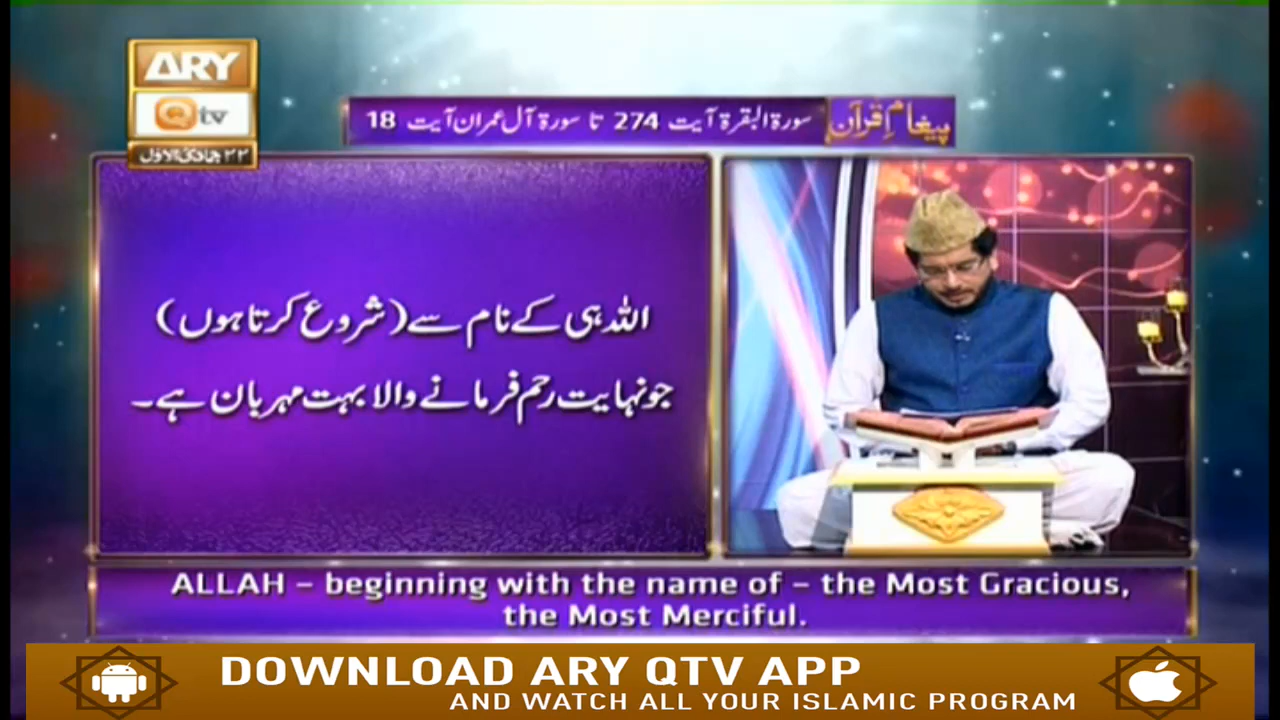 ARY
Qtv
۲۲ جمادی الاوّل
پیغامِ قرآن
سورۃ البقرۃ آیت 274 تا سورۃ آل عمران آیت 18
اللہ ہی کے نام سے (شروع کرتا ہوں)
جو نہایت رحم فرمانے والا بہت مہربان ہے۔
ALLAH – beginning with the name of – the Most Gracious,
the Most Merciful.
DOWNLOAD ARY QTV APP
AND WATCH ALL YOUR ISLAMIC PROGRAM